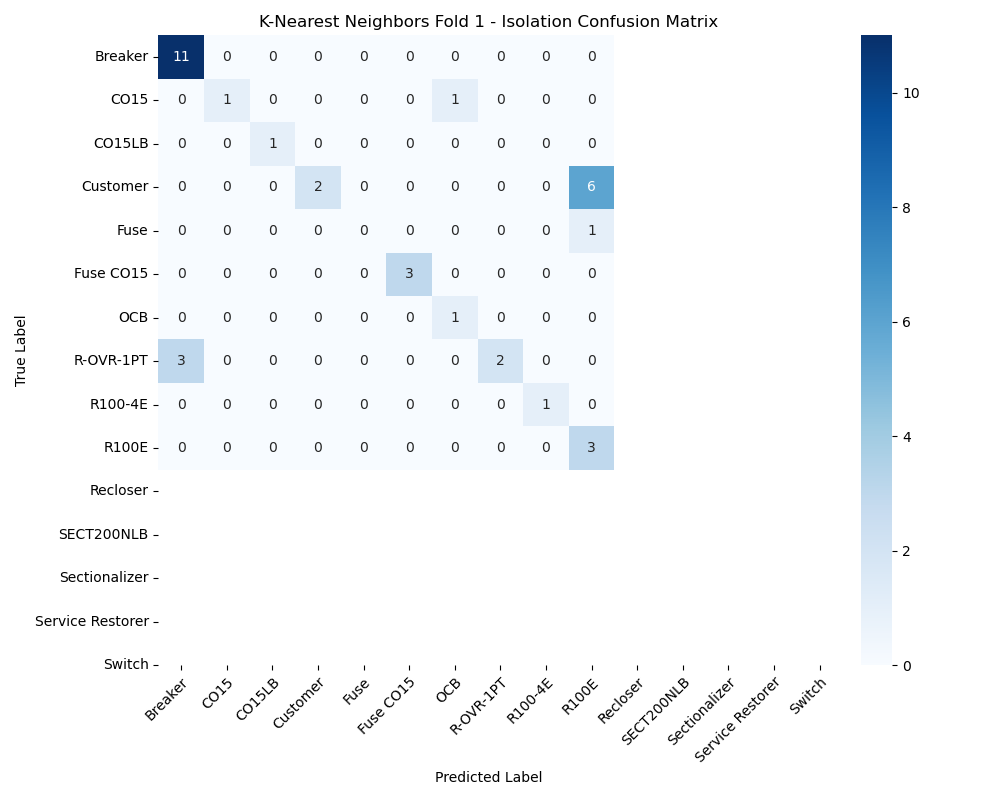 K-Nearest Neighbors Fold 1 - Isolation Confusion Matrix
Breaker 11 0 0 0 0 0 0 0 0 0
CO15 0 1 0 0 0 0 1 0 0 0
CO15LB 0 0 1 0 0 0 0 0 0 0
Customer 0 0 0 2 0 0 0 0 0 6
Fuse 0 0 0 0 0 0 0 0 0 1
Fuse CO15 0 0 0 0 0 3 0 0 0 0
OCB 0 0 0 0 0 0 1 0 0 0
R-OVR-1PT 3 0 0 0 0 0 0 2 0 0
R100-4E 0 0 0 0 0 0 0 0 1 0
R100E 0 0 0 0 0 0 0 0 0 3
Recloser
SECT200NLB
Sectionalizer
Service Restorer
Switch
True Label
Breaker
CO15
CO15LB
Customer
Fuse
Fuse CO15
OCB
R-OVR-1PT
R100-4E
R100E
Recloser
SECT200NLB
Sectionalizer
Service Restorer
Switch
Predicted Label
10
8
6
4
2
0